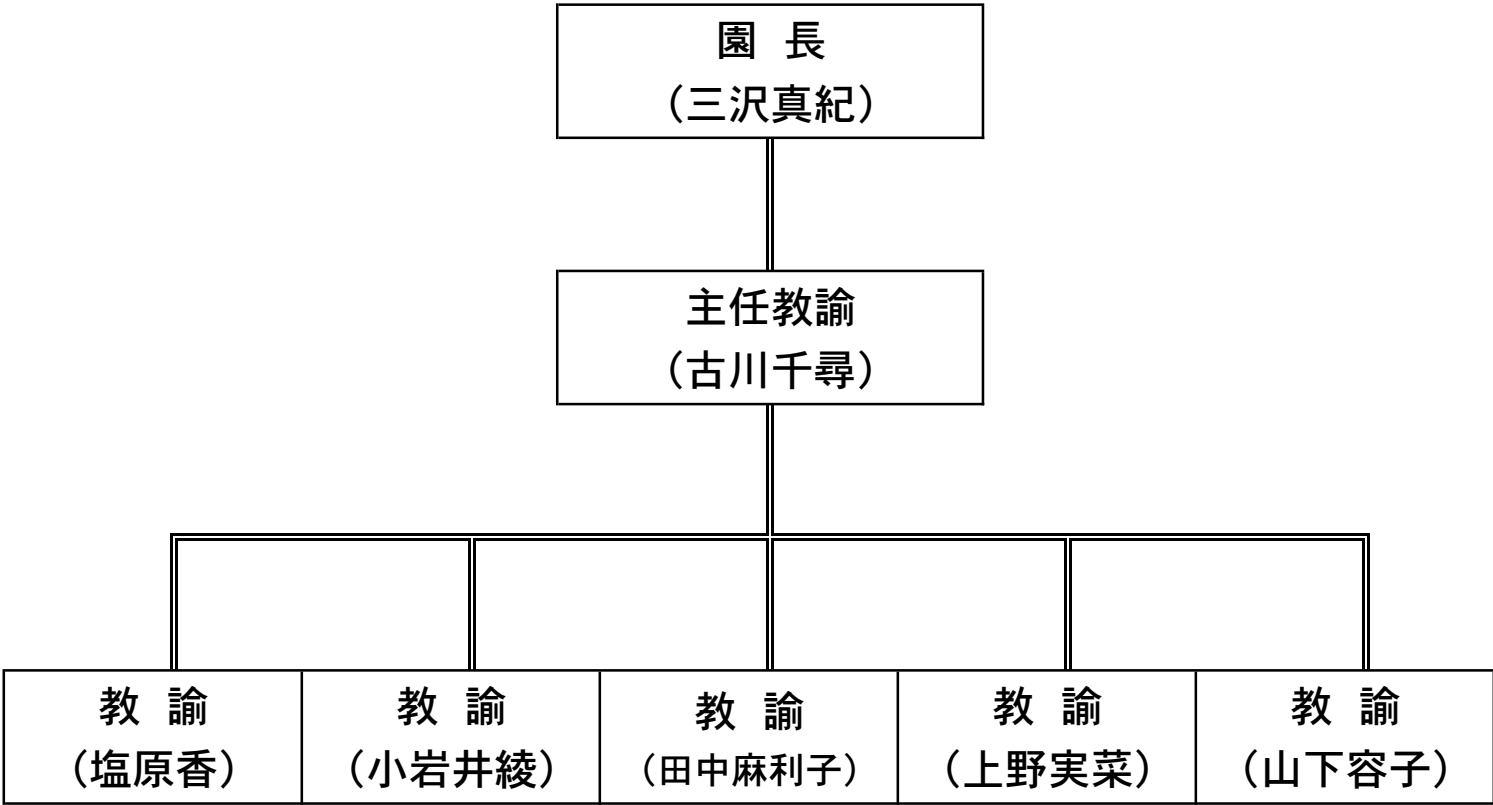 園 長
（三沢真紀）
主任教諭
（古川千尋）
教 諭
（塩原香）
教 諭
（小岩井綾）
教 諭
（田中麻利子）
教 諭
（上野実菜）
教 諭
（山下容子）